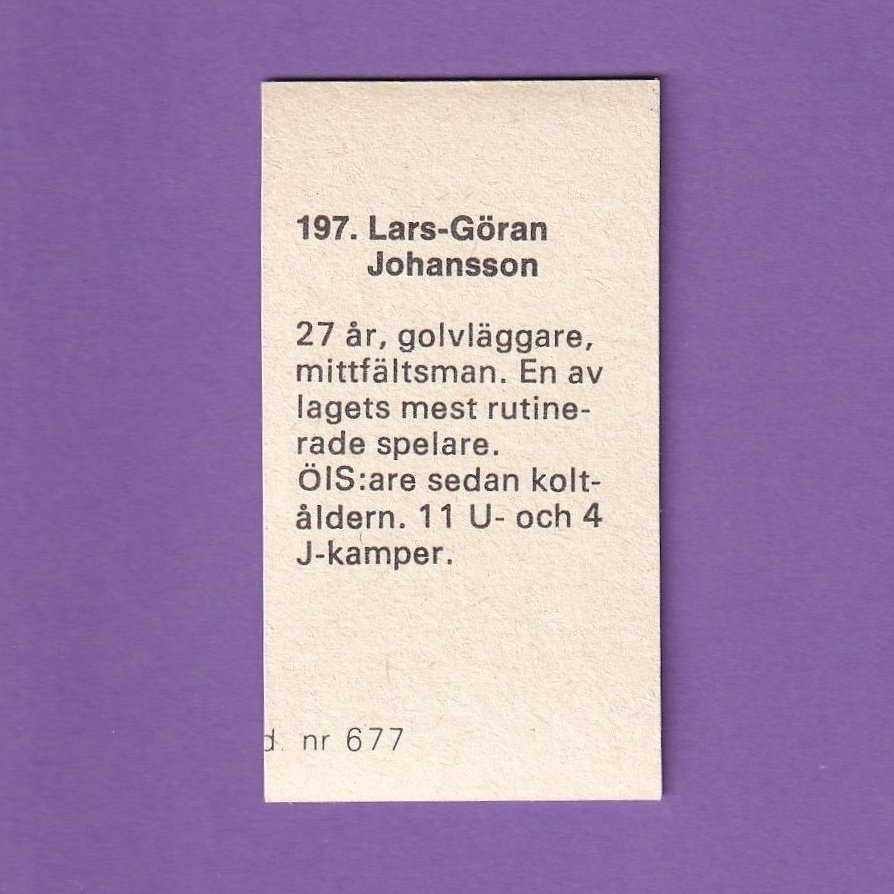 197. Lars-Göran
Johansson
27 år, golvläggare,
mittfältsman. En av
lagets mest rutine-
rade spelare.
ÖIS:are sedan kolt-
åldern. 11 U- och 4
J-kamper.
d. nr 677